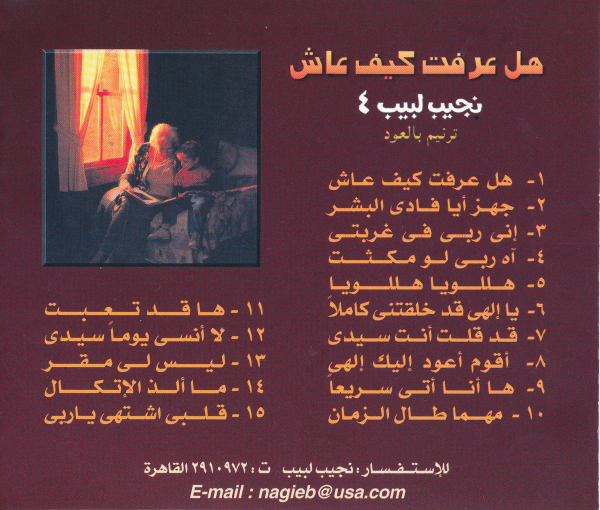 هل عرفت كيف عاش
نجيب لبيب ٤
ترنيم بالعود
١- هل عرفت كيف عاش
٢- جهز أيا فادى البشر
٣- إنى ربى فى غربتى
٤- أه ربى لو مكثت
٥- هللويا هللويا
٦- يا إلهى قد خلقتنى كاملاً
٧- قد قلت أنت سيدى
٨- أقوم أعود إليك إلهى
٩- ها أنا أتى سريعاً
١٠- مهما طال الزمان
١١- ها قد تعبت
١٢- لا أنسى يوماً سيدى
١٣- ليس لى مقر
١٤- ما ألذ الإتكال
١٥- قلبى اشتهى ياربى
للإستفسار: نجيب لبيب ت: ٢٩١٠٩٧٢ القاهرة
E-mail : nagieb@usa.com